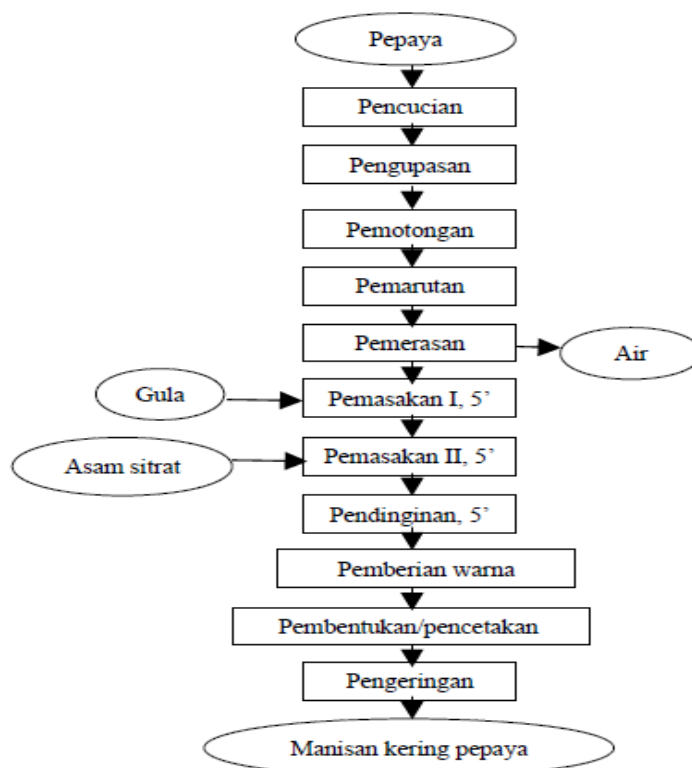 Pepaya
Pencucian
Pengupasan
Pemotongan
Pemarutan
Pemerasan
Air
Gula
Pemasakan I, 5’
Asam sitrat
Pemasakan II, 5’
Pendinginan, 5’
Pemberian warna
Pembentukan/pencetakan
Pengeringan
Manisan kering pepaya